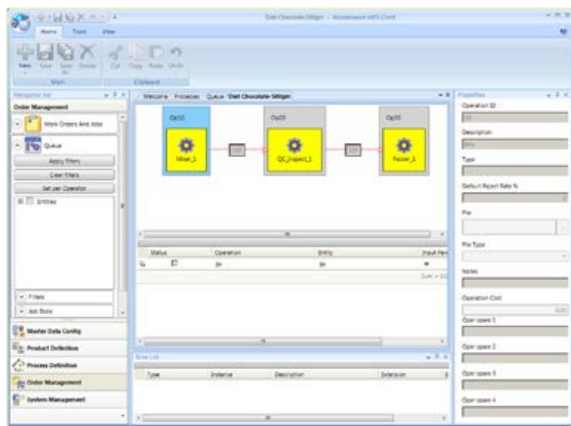 Diet Chocolate-500gm - Wonderware MES Client
Home Tools View
New Save Save All Delete Cut Copy Paste Undo
Main Clipboard
Navigation Bar
Order Management
Work Orders And Jobs
Queue
Apply Filters
Clear Filters
Set per Operator
Entities
Filters
Job State
Master Data Config
Product Definition
Process Definition
Order Management
System Management
Welcome Processes Queue Diet Chocolate-500gm
Op10 Op20 Op30
Mixer_1 QC_Inspect_1 Packer_1
Status Operation Entity
Error List
Type Instance Description Extension
Properties
Operation ID
Description
Type
Default Reject Rate %
File
File Type
Notes
Operation Cost
Oper spare 1
Oper spare 2
Oper spare 3
Oper spare 4